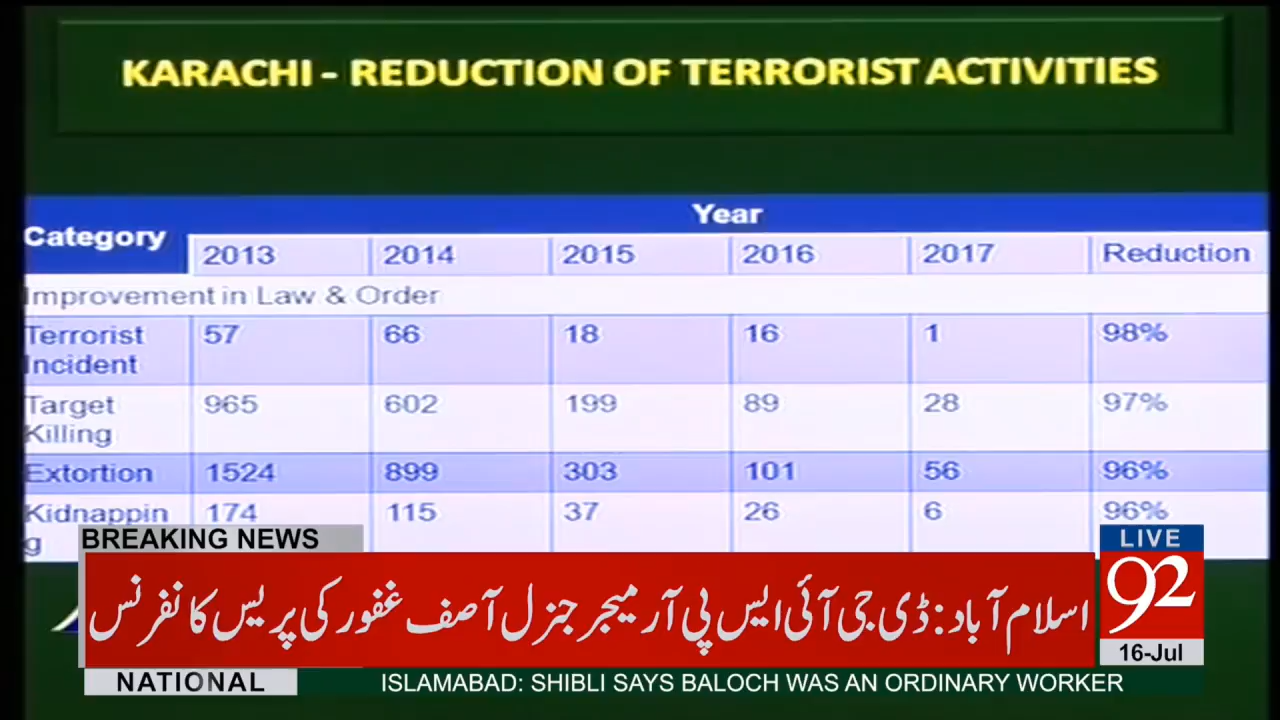 KARACHI - REDUCTION OF TERRORIST ACTIVITIES
Category Year
2013 2014 2015 2016 2017 Reduction
Improvement in Law & Order
Terrorist Incident 57 66 18 16 1 98%
Target Killing 965 602 199 89 28 97%
Extortion 1524 899 303 101 56 96%
Kidnappin g 174 115 37 26 6 96%
BREAKING NEWS
LIVE
92
اسلام آباد: ڈی جی آئی ایس پی آر میجر جنرل آصف غفور کی پریس کانفرنس
16-Jul
NATIONAL
ISLAMABAD: SHIBLI SAYS BALOCH WAS AN ORDINARY WORKER